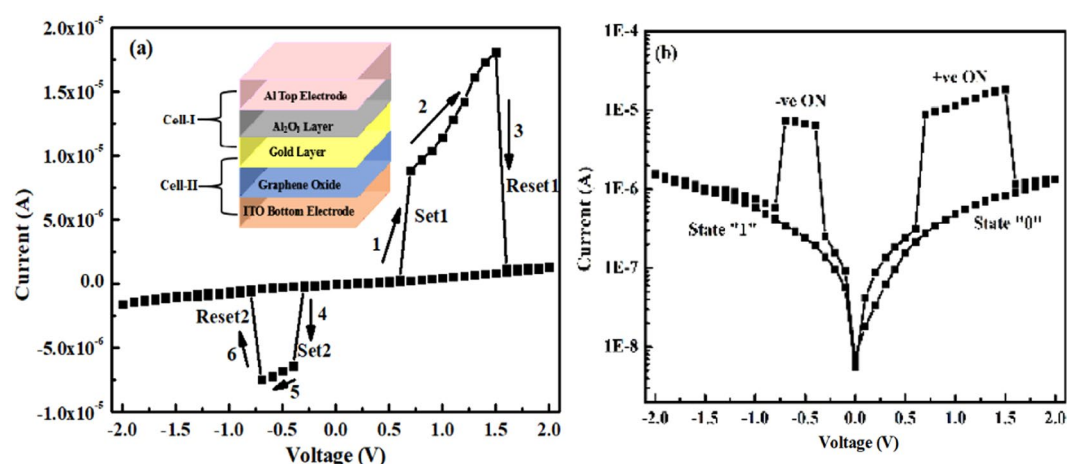 (a)
2.0x10⁻⁵
1.5x10⁻⁵
1.0x10⁻⁵
5.0x10⁻⁶
0.0
-5.0x10⁻⁶
-1.0x10⁻⁵
Current (A)
Cell-I
Cell-II
Al Top Electrode
Al₂O₃ Layer
Gold Layer
Graphene Oxide
ITO Bottom Electrode
2
3
Reset1
Set1
1
Reset2
4
6
Set2
5
-2.0 -1.5 -1.0 -0.5 0.0 0.5 1.0 1.5 2.0
Voltage (V)
(b)
1E-4
1E-5
1E-6
1E-7
1E-8
Current (A)
+ve ON
-ve ON
State "1"
State "0"
-2.0 -1.5 -1.0 -0.5 0.0 0.5 1.0 1.5 2.0
Voltage (V)